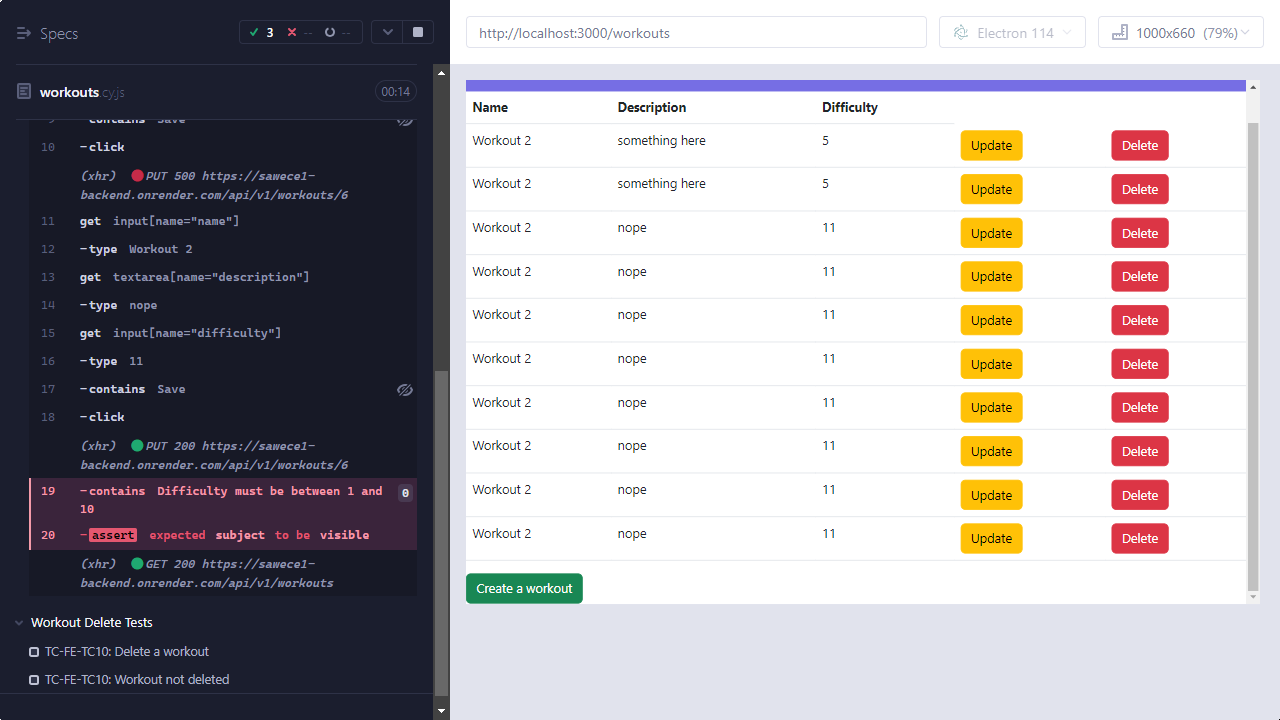 Specs
3
--
--
http://localhost:3000/workouts
Electron 114
1000x660 (79%)
workouts.cy.js
00:14
9 -contains Save
10 -click
(xhr) PUT 500 https://sawece1-
backend.onrender.com/api/v1/workouts/6
11 get input[name="name"]
12 -type Workout 2
13 get textarea[name="description"]
14 -type nope
15 get input[name="difficulty"]
16 -type 11
17 -contains Save
18 -click
(xhr) PUT 200 https://sawece1-
backend.onrender.com/api/v1/workouts/6
19 -contains Difficulty must be between 1 and
10
0
20 -assert expected subject to be visible
(xhr) GET 200 https://sawece1-
backend.onrender.com/api/v1/workouts
Workout Delete Tests
TC-FE-TC10: Delete a workout
TC-FE-TC10: Workout not deleted
Name Description Difficulty
Workout 2 something here 5 Update Delete
Workout 2 something here 5 Update Delete
Workout 2 nope 11 Update Delete
Workout 2 nope 11 Update Delete
Workout 2 nope 11 Update Delete
Workout 2 nope 11 Update Delete
Workout 2 nope 11 Update Delete
Workout 2 nope 11 Update Delete
Workout 2 nope 11 Update Delete
Workout 2 nope 11 Update Delete
Create a workout